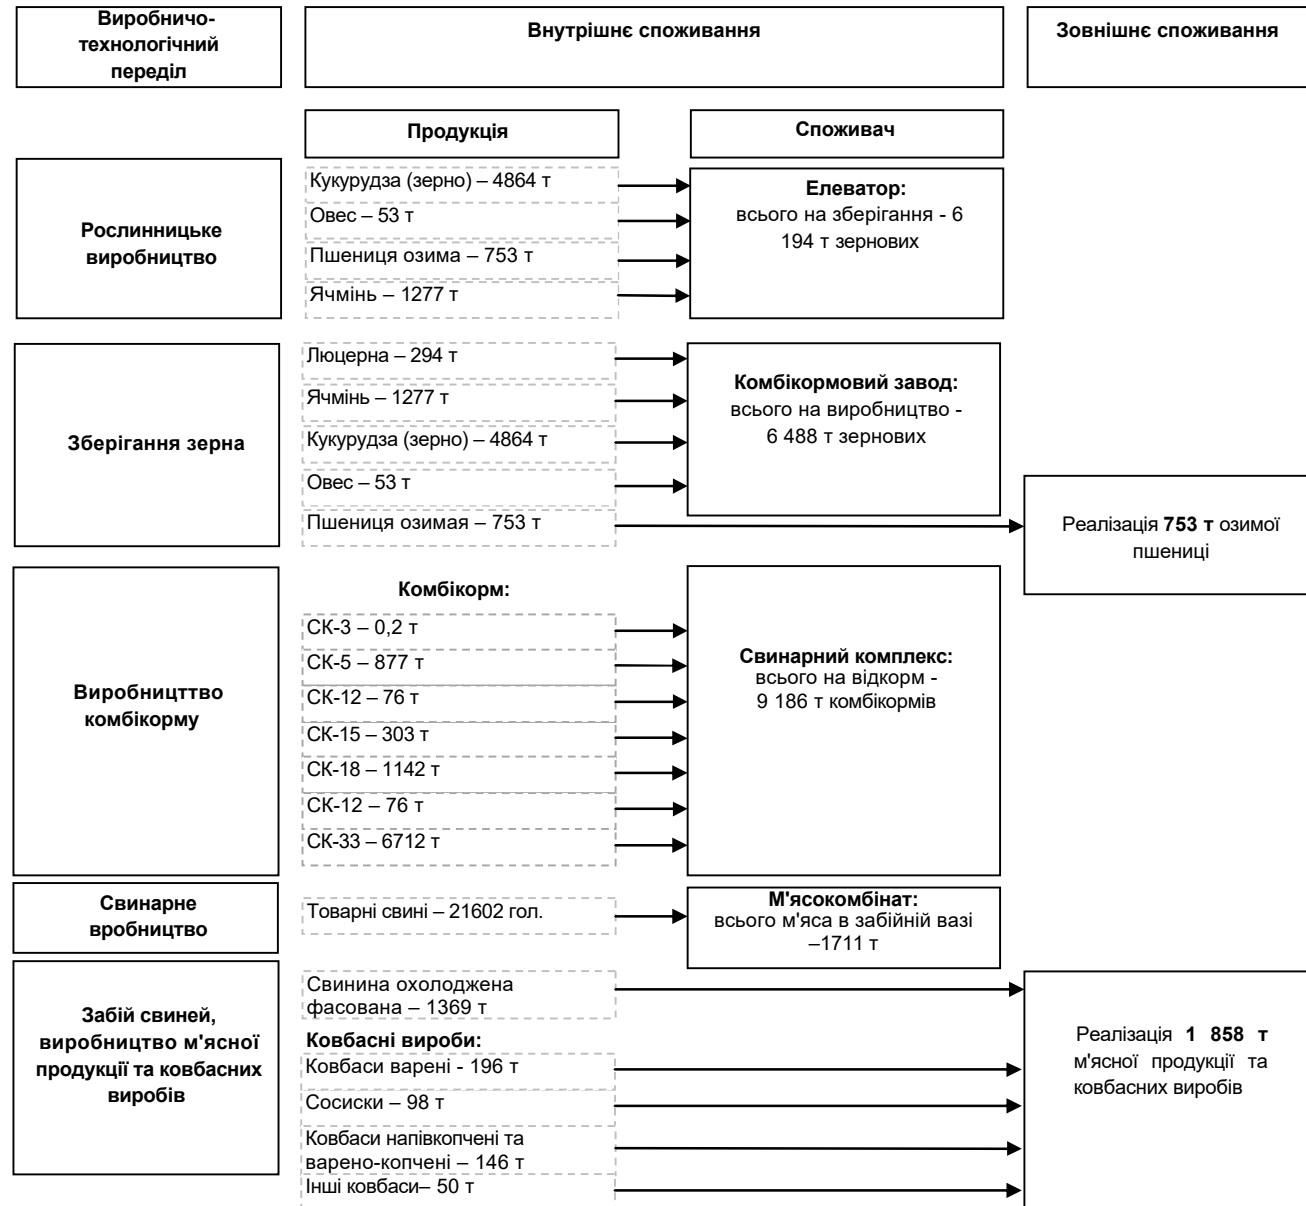 Виробничо-
технологічний
переділ
Внутрішнє споживання
Зовнішнє споживання
Продукція
Споживач
Рослинницьке
виробництво
Кукурудза (зерно) – 4864 т
Овес – 53 т
Пшениця озима – 753 т
Ячмінь – 1277 т
Елеватор:
всього на зберігання - 6
194 т зернових
Зберігання зерна
Люцерна – 294 т
Ячмінь – 1277 т
Кукурудза (зерно) – 4864 т
Овес – 53 т
Пшениця озимая – 753 т
Комбікормовий завод:
всього на виробництво -
6 488 т зернових
Реалізація 753 т озимої
пшениці
Виробницттво
комбікорму
Комбікорм:
СК-3 – 0,2 т
СК-5 – 877 т
СК-12 – 76 т
СК-15 – 303 т
СК-18 – 1142 т
СК-12 – 76 т
СК-33 – 6712 т
Свинарний комплекс:
всього на відкорм -
9 186 т комбікормів
Свинарне
вробництво
Товарні свині – 21602 гол.
М'ясокомбінат:
всього м'яса в забійній вазі
–1711 т
Забій свиней,
виробництво м'ясної
продукції та ковбасних
виробів
Свинина охолоджена
фасована – 1369 т
Ковбасні вироби:
Ковбаси варені - 196 т
Сосиски – 98 т
Ковбаси напівкопчені та
варено-копчені – 146 т
Інші ковбаси– 50 т
Реалізація 1 858 т
м'ясної продукції та
ковбасних виробів